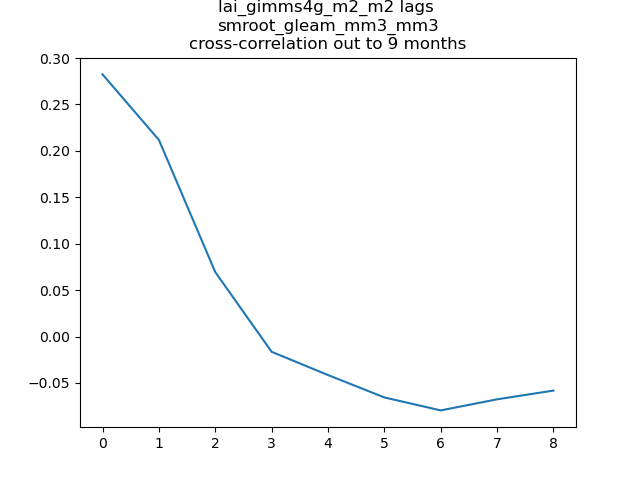 lai_gimms4g_m2_m2 lags
smroot_gleam_mm3_mm3
cross-correlation out to 9 months
0.30
0.25
0.20
0.15
0.10
0.05
0.00
−0.05
0 1 2 3 4 5 6 7 8